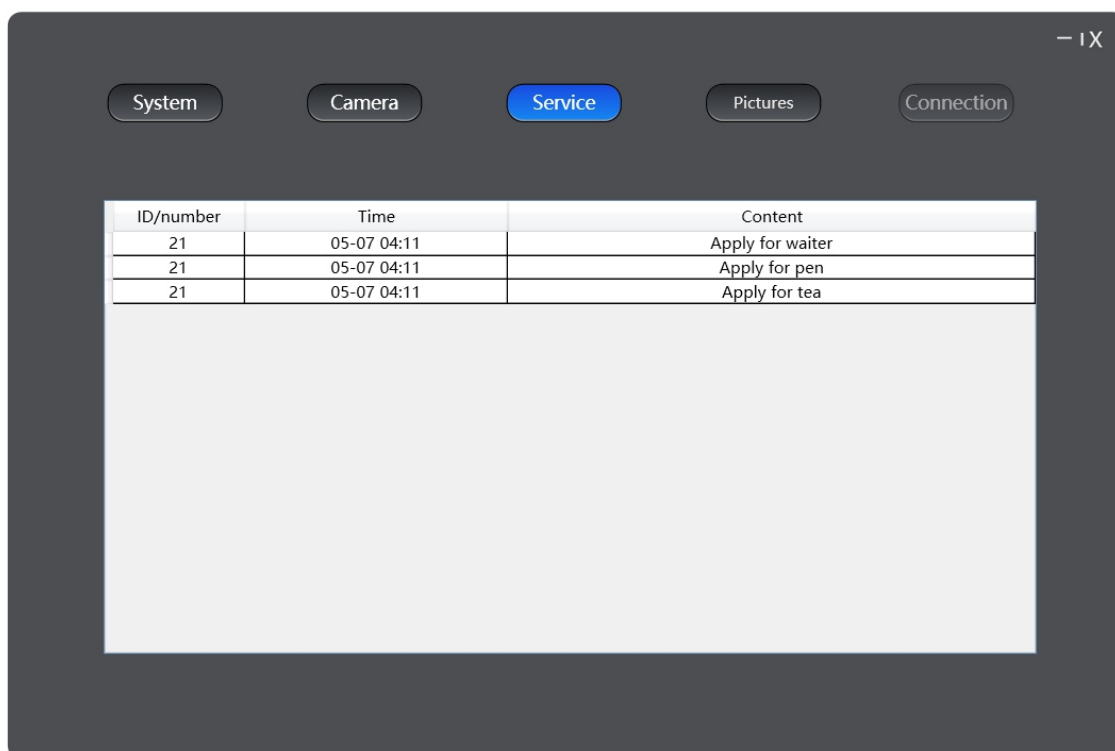 System Camera Service Pictures Connection
ID/number Time Content
21 05-07 04:11 Apply for waiter
21 05-07 04:11 Apply for pen
21 05-07 04:11 Apply for tea